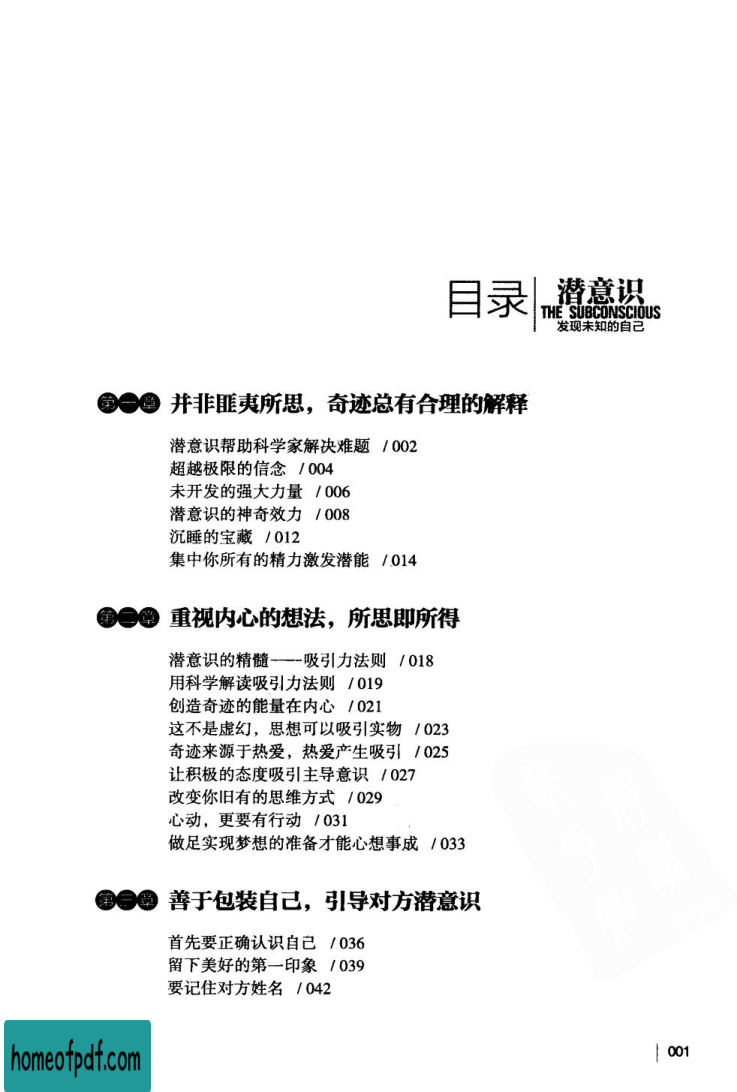 目录
潜意识
THE SUBCONSCIOUS
发现未知的自己
第一章 并非匪夷所思，奇迹总有合理的解释
潜意识帮助科学家解决难题 / 002
超越极限的信念 / 004
未开发的强大力量 / 006
潜意识的神奇效力 / 008
沉睡的宝藏 / 012
集中你所有的精力激发潜能 / 014
第二章 重视内心的想法，所思即所得
潜意识的精髓——吸引力法则 / 018
用科学解读吸引力法则 / 019
创造奇迹的能量在内心 / 021
这不是虚幻，思想可以吸引实物 / 023
奇迹来源于热爱，热爱产生吸引 / 025
让积极的态度吸引主导意识 / 027
改变你旧有的思维方式 / 029
心动，更要有行动 / 031
做足实现梦想的准备才能心想事成 / 033
第三章 善于包装自己，引导对方潜意识
首先要正确认识自己 / 036
留下美好的第一印象 / 039
要记住对方姓名 / 042
homeofpdf.com
001